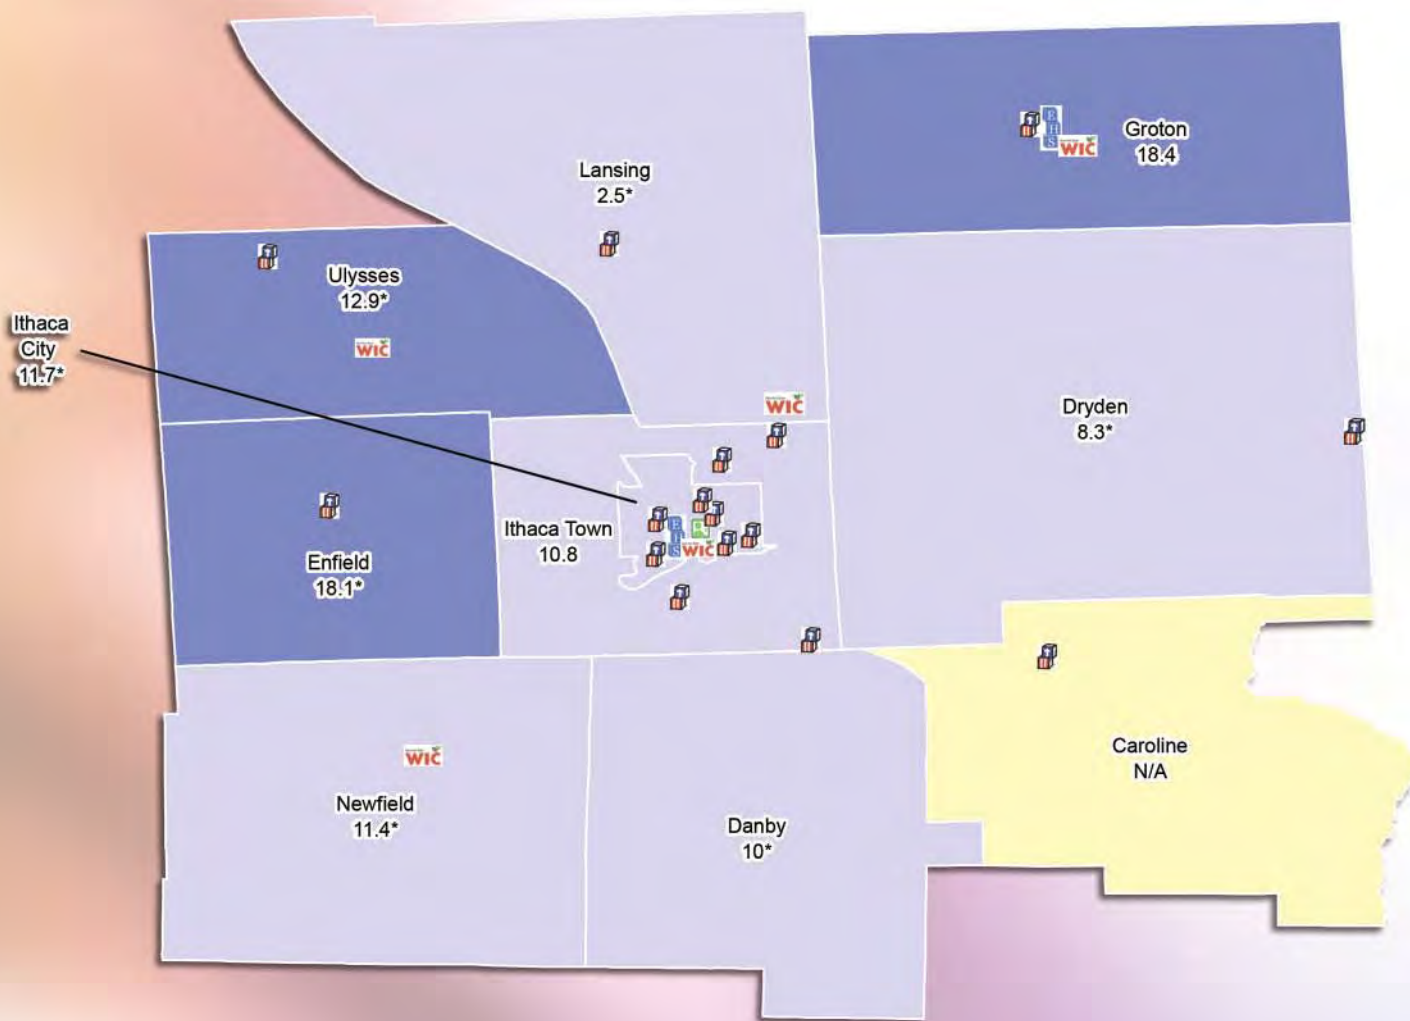 Groton
18.4
EHS
WIC
Lansing
2.5*
Ulysses
12.9*
WIC
Ithaca
City
11.7*
WIC
Dryden
8.3*
Ithaca Town
10.8
WIC
Enfield
18.1*
Caroline
N/A
WIC
Newfield
11.4*
Danby
10*